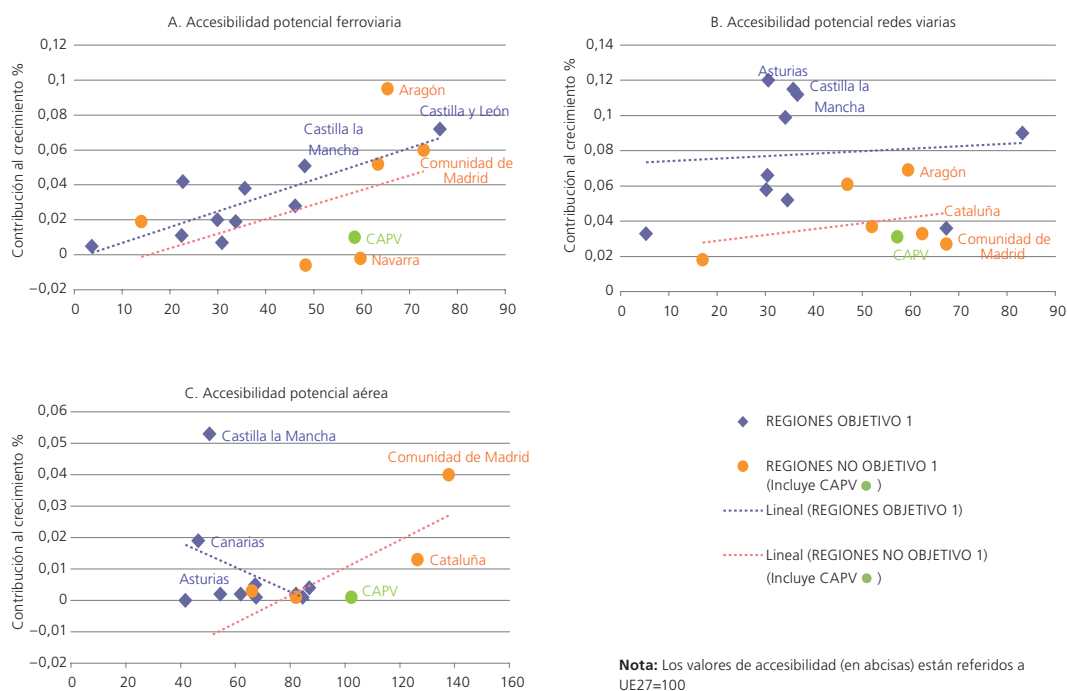 A. Accesibilidad potencial ferroviaria
Contribución al crecimiento %
0,12
0,1
0,08
0,06
0,04
0,02
0
−0,02
Aragón
Castilla y León
Castilla la
Mancha
Comunidad de
Madrid
CAPV
Navarra
0 10 20 30 40 50 60 70 80 90
B. Accesibilidad potencial redes viarias
Contribución al crecimiento %
0,14
0,12
0,1
0,08
0,06
0,04
0,02
0
Asturias
Castilla la
Mancha
Aragón
Cataluña
Comunidad de
Madrid
CAPV
0 10 20 30 40 50 60 70 80 90
C. Accesibilidad potencial aérea
Contribución al crecimiento %
0,06
0,05
0,04
0,03
0,02
0,01
0
−0,01
−0,02
Castilla la Mancha
Comunidad de Madrid
Canarias
Cataluña
Asturias
CAPV
0 20 40 60 80 100 120 140 160
REGIONES OBJETIVO 1
REGIONES NO OBJETIVO 1
(Incluye CAPV )
Lineal (REGIONES OBJETIVO 1)
Lineal (REGIONES NO OBJETIVO 1)
(Incluye CAPV )
Nota: Los valores de accesibilidad (en abcisas) están referidos a
UE27=100